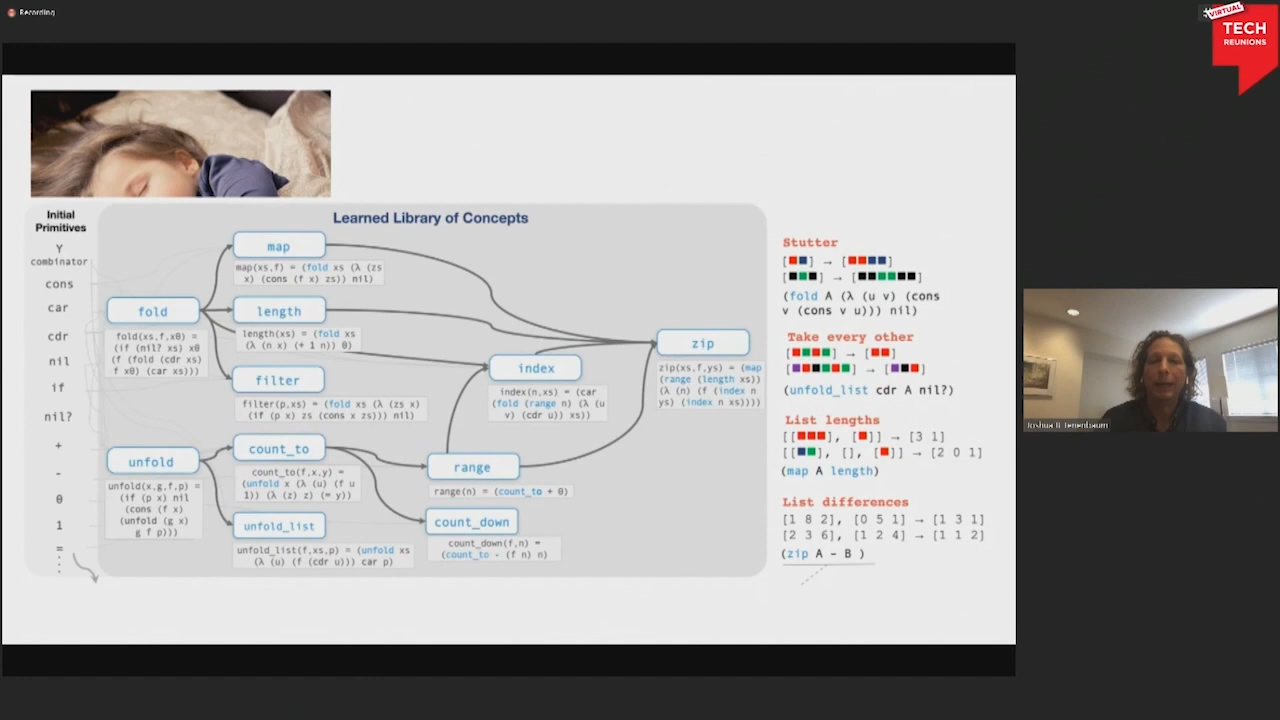 Recording
VIRTUAL
TECH
REUNIONS
Initial
Primitives
Y
combinator
cons
car
cdr
nil
if
nil?
+
-
0
1
=
Learned Library of Concepts
map
map(xs,f) = (fold xs (λ (zs
x) (cons (f x) zs)) nil)
fold
fold(xs,f,x0) =
(if (nil? xs) x0
(f (fold (cdr xs)
f x0) (car xs)))
length
length(xs) = (fold xs
(λ (n x) (+ 1 n)) 0)
filter
filter(p,xs) = (fold xs (λ (zs x)
(if (p x) zs (cons x zs))) nil)
index
index(n,xs) = (car
(fold (range n) (λ (u
v) (cdr u)) xs))
zip
zip(xs,f,ys) = (map
(range (length xs))
(λ (n) (f (index n
ys) (index n xs))))
unfold
unfold(x,g,f,p) =
(if (p x) nil
(cons (f x)
(unfold (g x)
g f p)))
count_to
count_to(f,x,y) =
(unfold x (λ (u) (f u
1)) (λ (z) z) (= y))
range
range(n) = (count_to + 0)
unfold_list
unfold_list(f,xs,p) = (unfold xs
(λ (u) (f (cdr u))) car p)
count_down
count_down(f,n) =
(count_to - (f n) n)
Stutter
[ ] → [ ]
[ ] → [ ]
(fold A (λ (u v) (cons
v (cons v u))) nil)
Take every other
[ ] → [ ]
[ ] → [ ]
(unfold_list cdr A nil?)
List lengths
[[ ], [ ]] → [3 1]
[[ ], [], [ ]] → [2 0 1]
(map A length)
List differences
[1 8 2], [0 5 1] → [1 3 1]
[2 3 6], [1 2 4] → [1 1 2]
(zip A - B )
Joshua B Tenenbaum